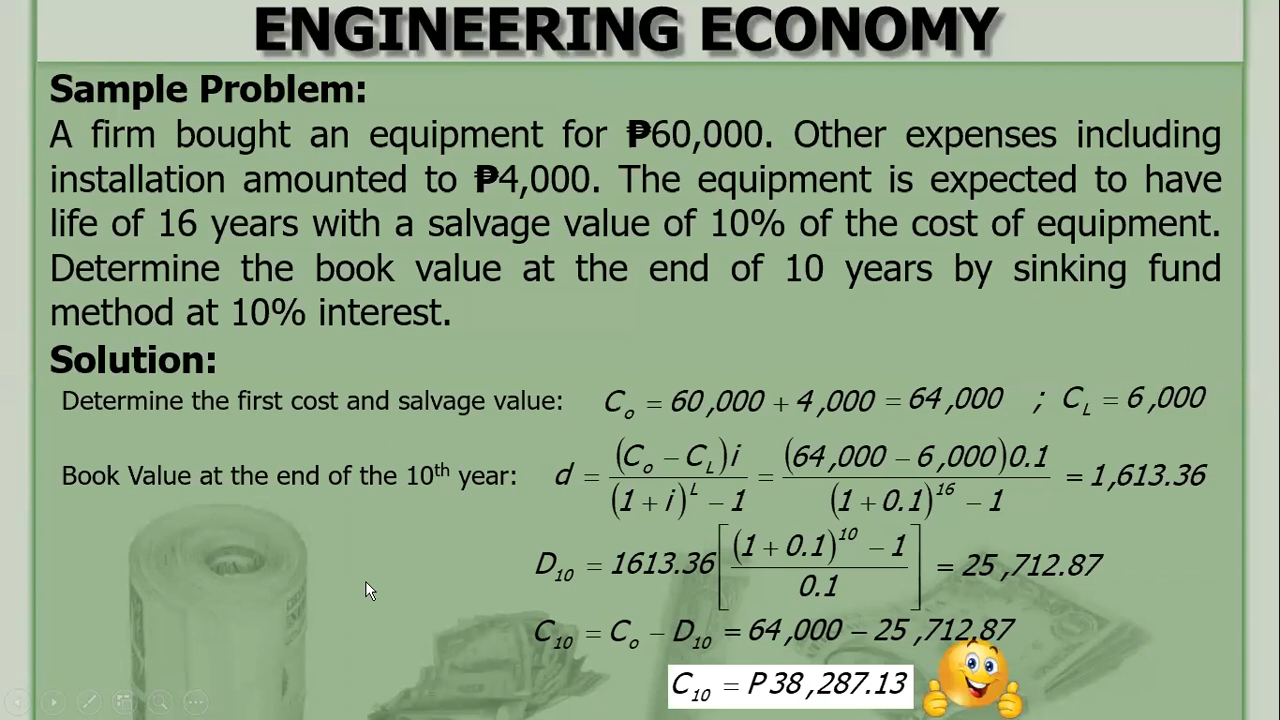 ENGINEERING ECONOMY
Sample Problem:
A firm bought an equipment for ₱60,000. Other expenses including
installation amounted to ₱4,000. The equipment is expected to have
life of 16 years with a salvage value of 10% of the cost of equipment.
Determine the book value at the end of 10 years by sinking fund
method at 10% interest.
Solution:
Determine the first cost and salvage value: C_o = 60,000 + 4,000 = 64,000 ; C_L = 6,000
Book Value at the end of the 10th year: d = (C_o − C_L)i / ((1 + i)^L − 1) = (64,000 − 6,000)0.1 / ((1 + 0.1)^16 − 1) = 1,613.36
D_10 = 1613.36[((1 + 0.1)^10 − 1) / 0.1] = 25,712.87
C_10 = C_o − D_10 = 64,000 − 25,712.87
C_10 = P38,287.13